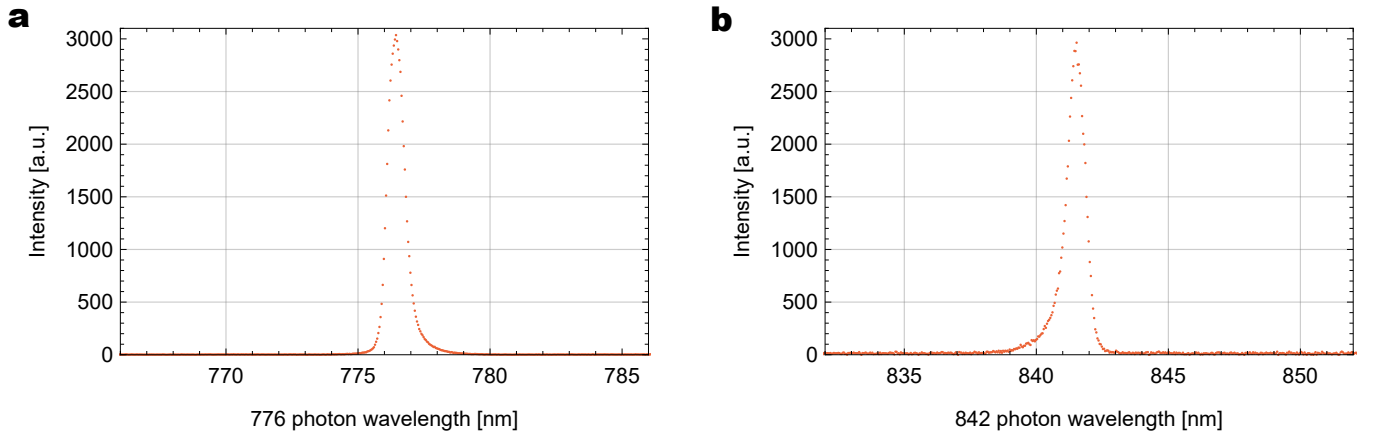 a
3000
2500
2000
1500
1000
500
0
Intensity [a.u.]
770 775 780 785
776 photon wavelength [nm]
b
3000
2500
2000
1500
1000
500
0
Intensity [a.u.]
835 840 845 850
842 photon wavelength [nm]